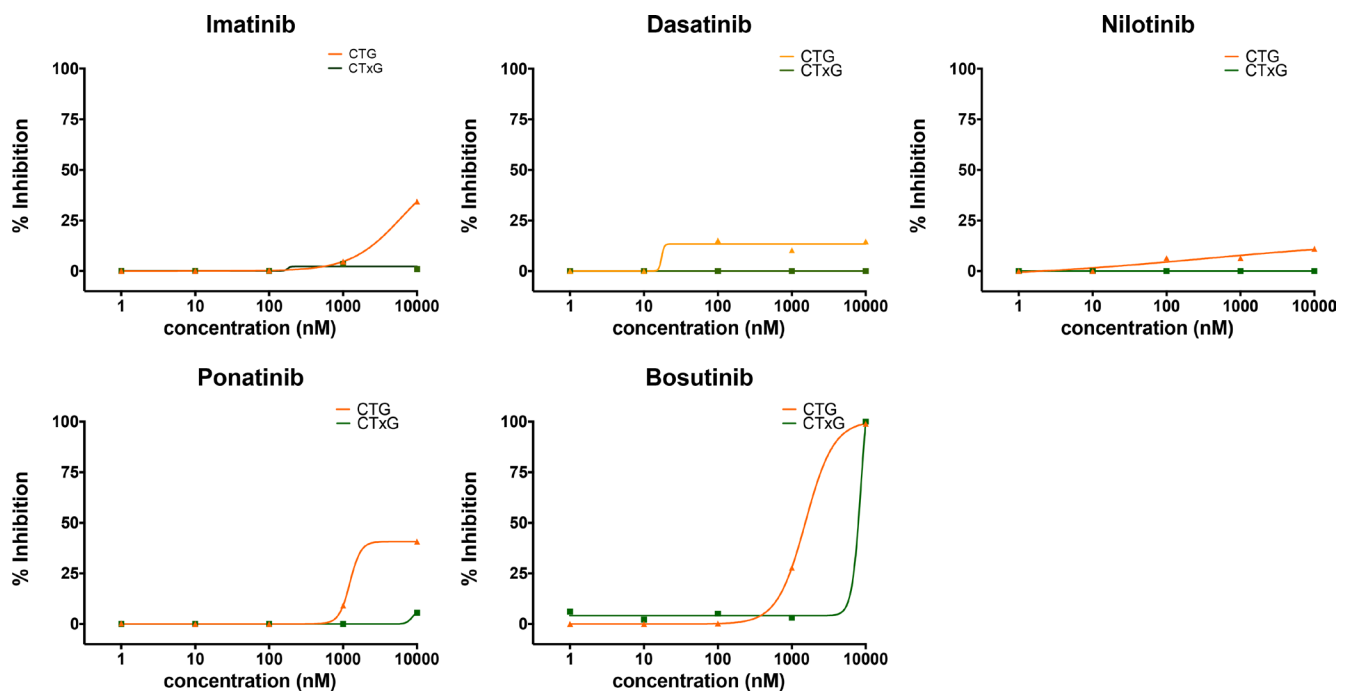 Imatinib
CTG
CTxG
100
75
50
25
0
% Inhibition
1 10 100 1000 10000
concentration (nM)
Dasatinib
CTG
CTxG
100
75
50
25
0
% Inhibition
1 10 100 1000 10000
concentration (nM)
Nilotinib
CTG
CTxG
100
75
50
25
0
% Inhibition
1 10 100 1000 10000
concentration (nM)
Ponatinib
CTG
CTxG
100
75
50
25
0
% Inhibition
1 10 100 1000 10000
concentration (nM)
Bosutinib
CTG
CTxG
100
75
50
25
0
% Inhibition
1 10 100 1000 10000
concentration (nM)